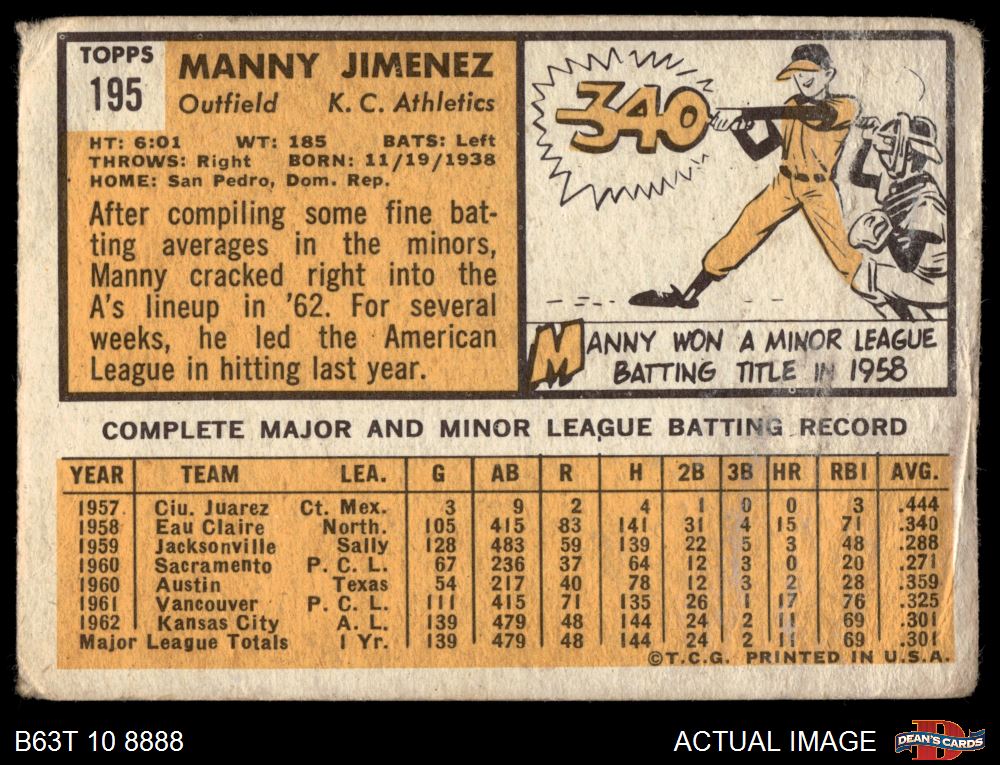 TOPPS
195
MANNY JIMENEZ
Outfield K. C. Athletics
HT: 6:01 WT: 185 BATS: Left
THROWS: Right BORN: 11/19/1938
HOME: San Pedro, Dom. Rep.
After compiling some fine bat-
ting averages in the minors,
Manny cracked right into the
A's lineup in '62. For several
weeks, he led the American
League in hitting last year.
340
MANNY WON A MINOR LEAGUE
BATTING TITLE IN 1958
COMPLETE MAJOR AND MINOR LEAGUE BATTING RECORD
YEAR TEAM LEA. G AB R H 2B 3B HR RBI AVG.
1957 Ciu. Juarez Ct. Mex. 3 9 2 4 1 0 0 3 .444
1958 Eau Claire North. 105 415 83 141 31 4 15 71 .340
1959 Jacksonville Sally 128 483 59 139 22 5 3 48 .288
1960 Sacramento P. C. L. 67 236 37 64 12 3 0 20 .271
1960 Austin Texas 54 217 40 78 12 3 2 28 .359
1961 Vancouver P. C. L. 111 415 71 135 26 1 17 76 .325
1962 Kansas City A. L. 139 479 48 144 24 2 11 69 .301
Major League Totals 1 Yr. 139 479 48 144 24 2 11 69 .301
©T.C.G. PRINTED IN U.S.A.
B63T 10 8888
ACTUAL IMAGE
DEAN'S CARDS